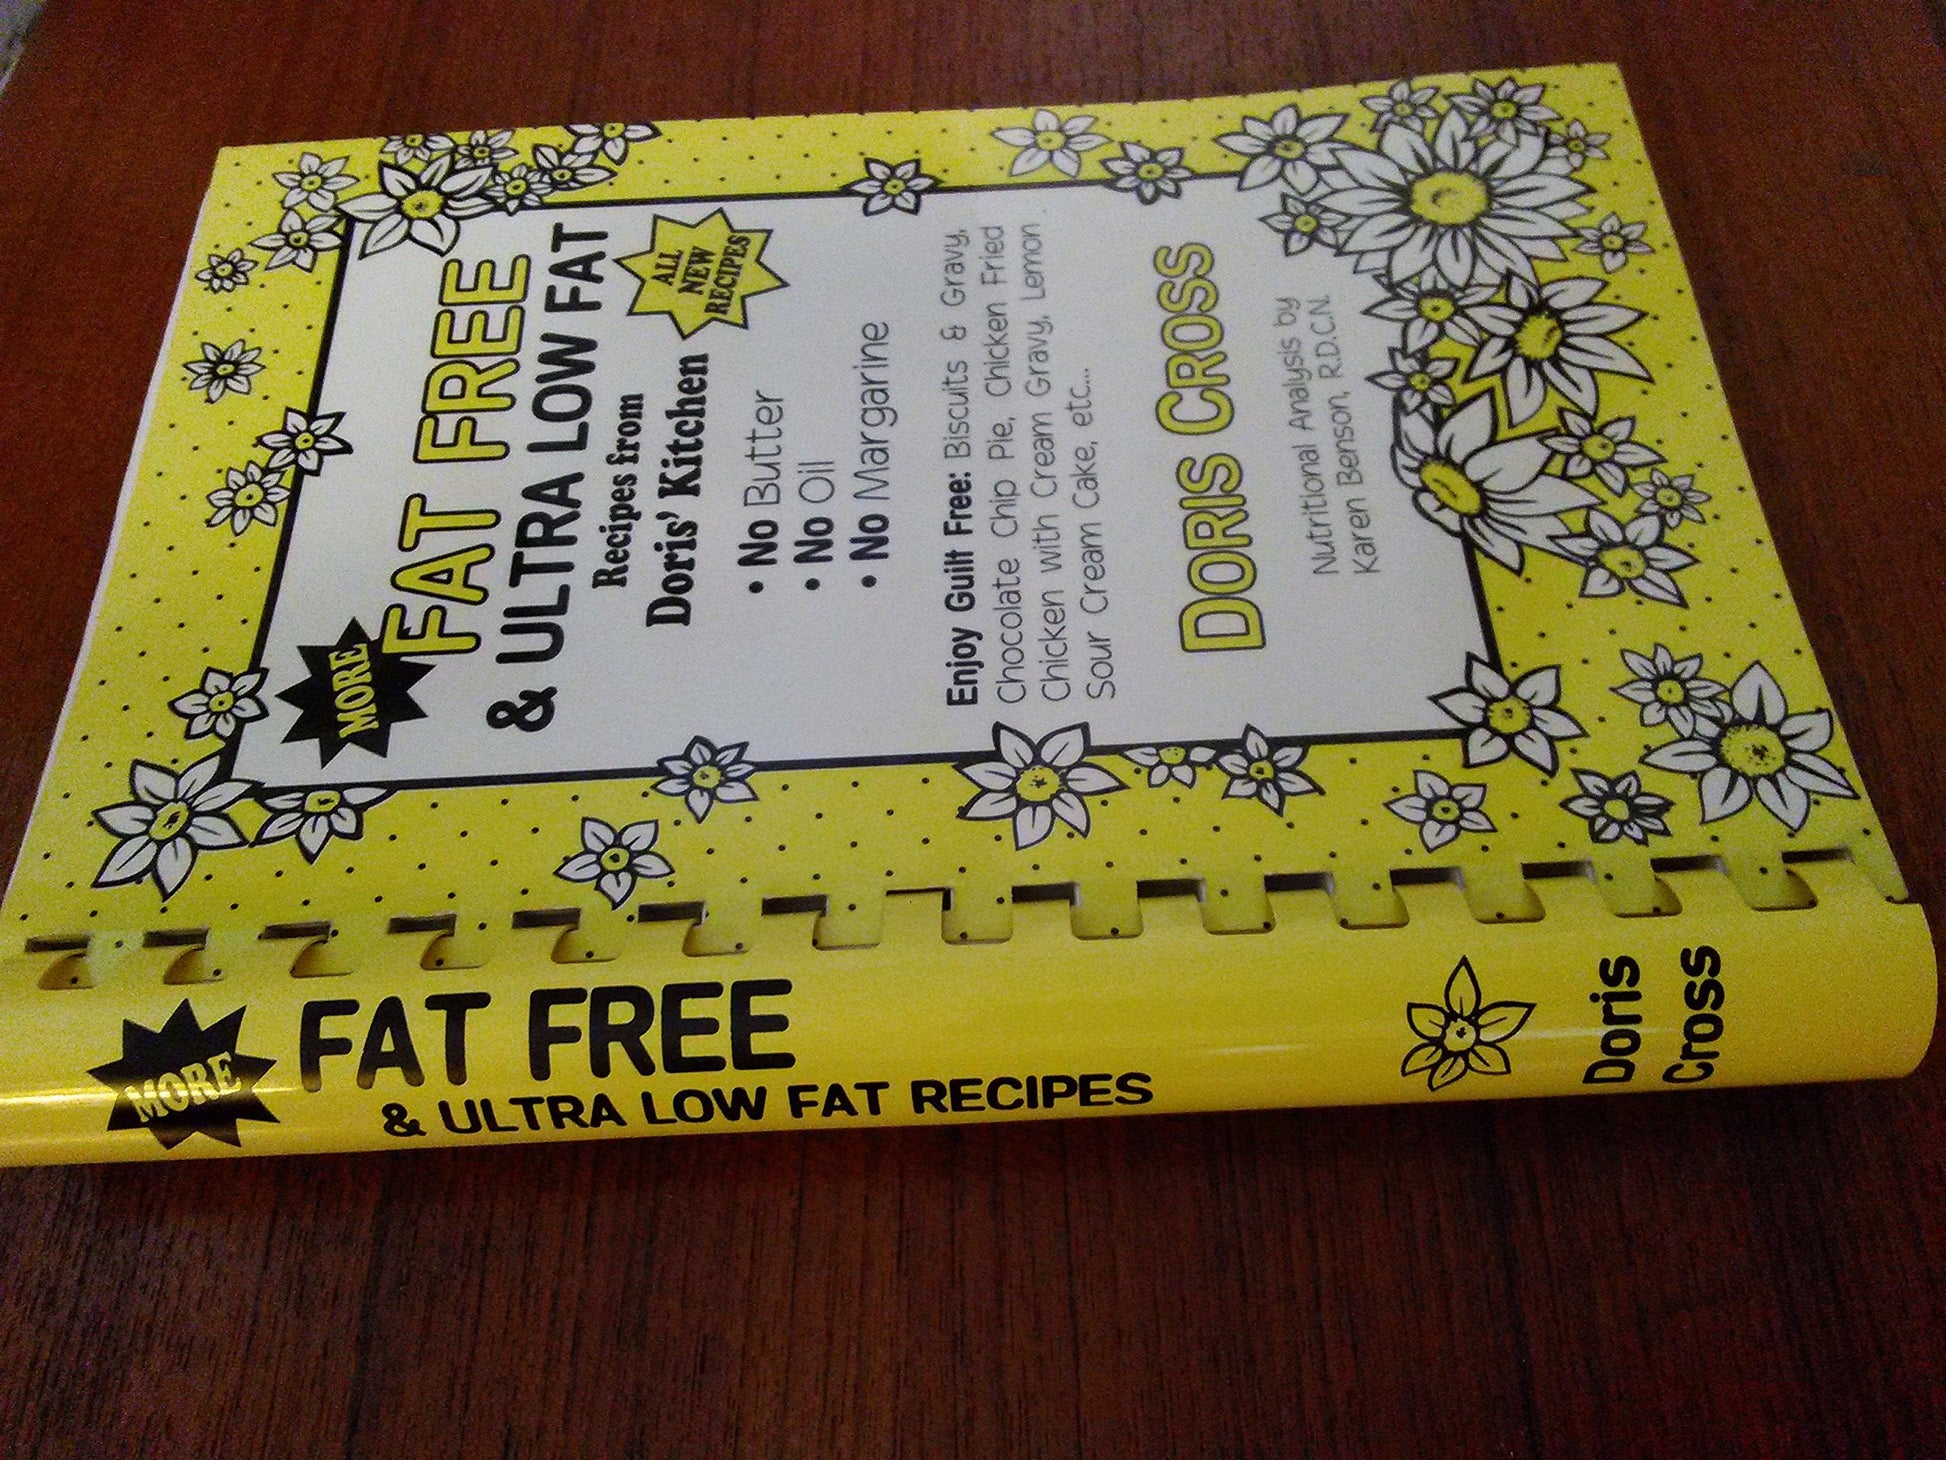 MORE
FAT FREE
& ULTRA LOW FAT
Recipes from
Doris' Kitchen
ALL
NEW
RECIPES
• No Butter
• No Oil
• No Margarine
Enjoy Guilt Free: Biscuits & Gravy,
Chocolate Chip Pie, Chicken Fried
Chicken with Cream Gravy, Lemon
Sour Cream Cake, etc...
DORIS CROSS
Nutritional Analysis by
Karen Benson, R.D.C.N.
MORE
FAT FREE
& ULTRA LOW FAT RECIPES
Doris
Cross